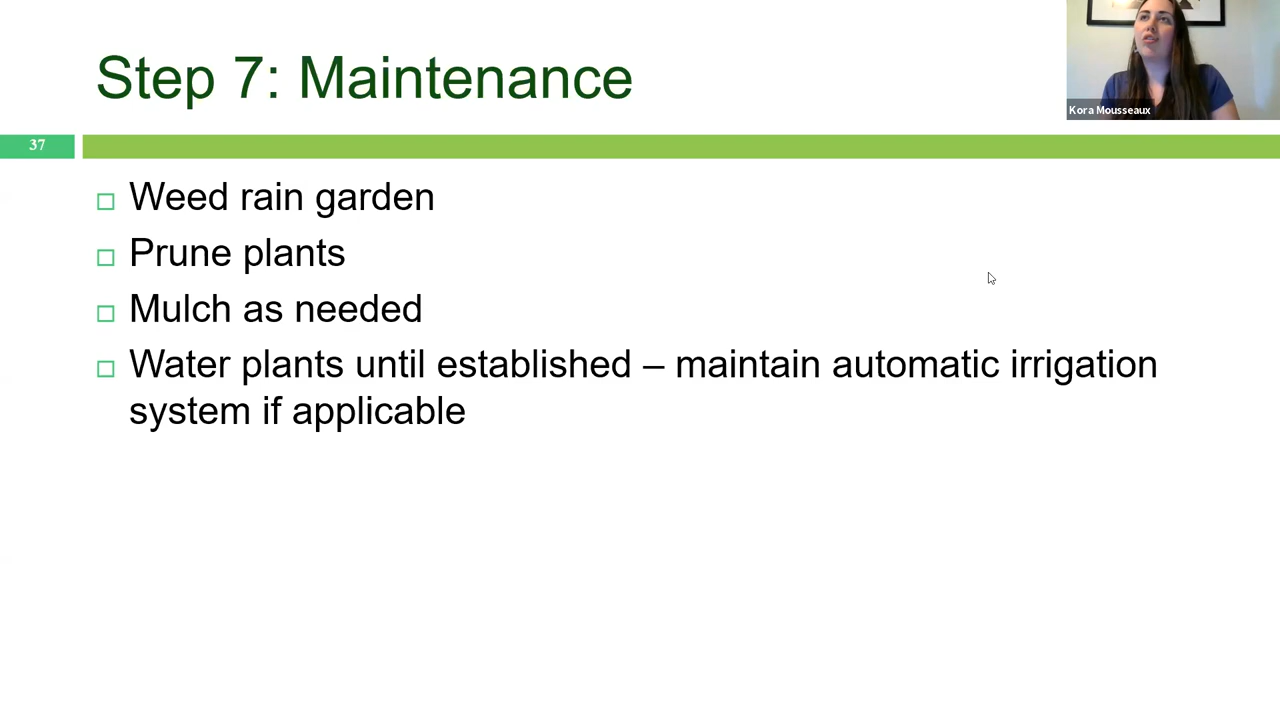 Step 7: Maintenance
Kora Mousseaux
37
Weed rain garden
Prune plants
Mulch as needed
Water plants until established – maintain automatic irrigation
system if applicable